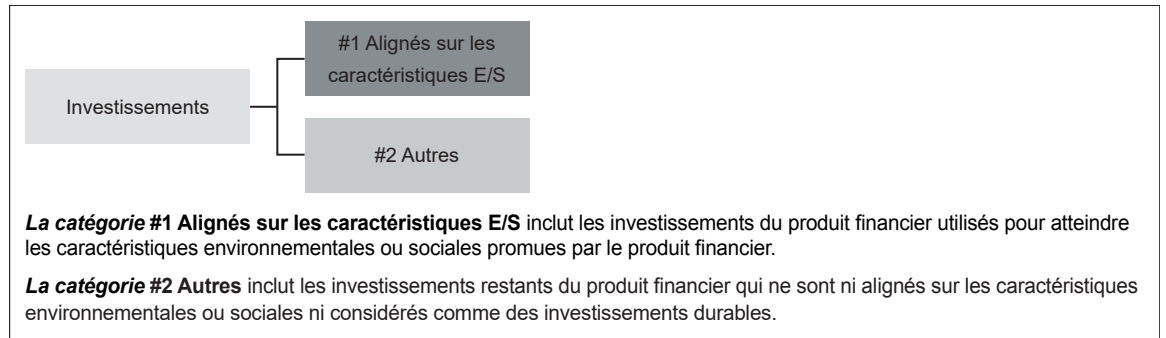 #1 Alignés sur les
caractéristiques E/S
Investissements
#2 Autres
La catégorie #1 Alignés sur les caractéristiques E/S inclut les investissements du produit financier utilisés pour atteindre
les caractéristiques environnementales ou sociales promues par le produit financier.
La catégorie #2 Autres inclut les investissements restants du produit financier qui ne sont ni alignés sur les caractéristiques
environnementales ou sociales ni considérés comme des investissements durables.